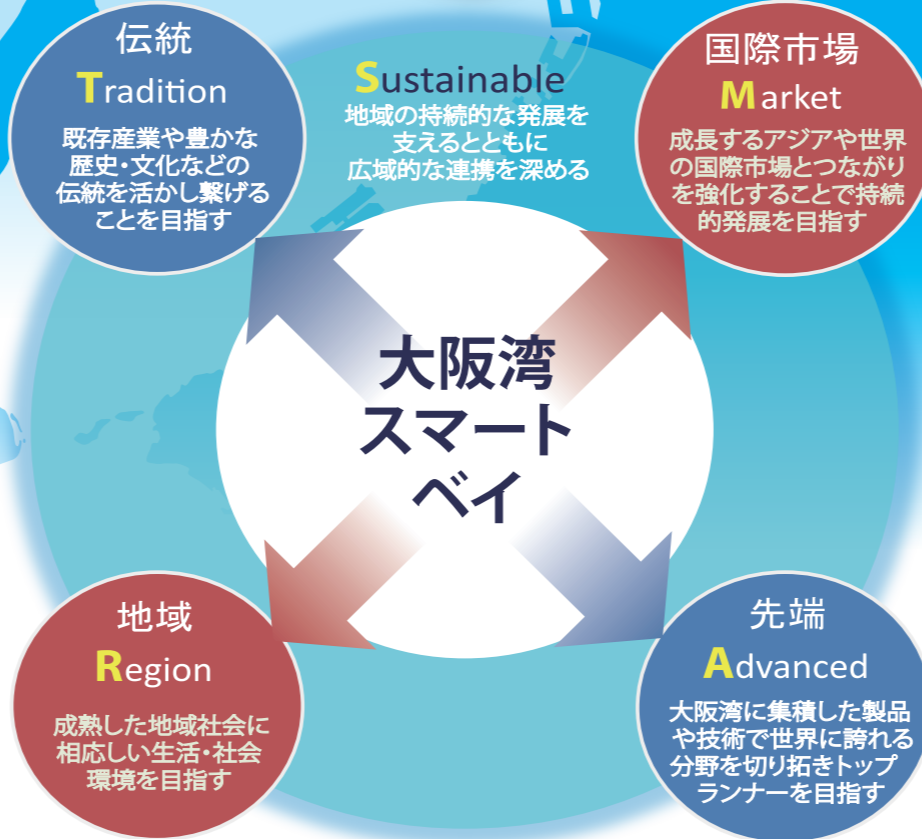 伝統
Tradition
既存産業や豊かな
歴史・文化などの
伝統を活かし繋げる
ことを目指す
Sustainable
地域の持続的な発展を
支えるとともに
広域的な連携を深める
国際市場
Market
成長するアジアや世界
の国際市場とつながり
を強化することで持続
的発展を目指す
大阪湾
スマート
ベイ
地域
Region
成熟した地域社会に
相応しい生活・社会
環境を目指す
先端
Advanced
大阪湾に集積した製品
や技術で世界に誇れる
分野を切り拓きトップ
ランナーを目指す